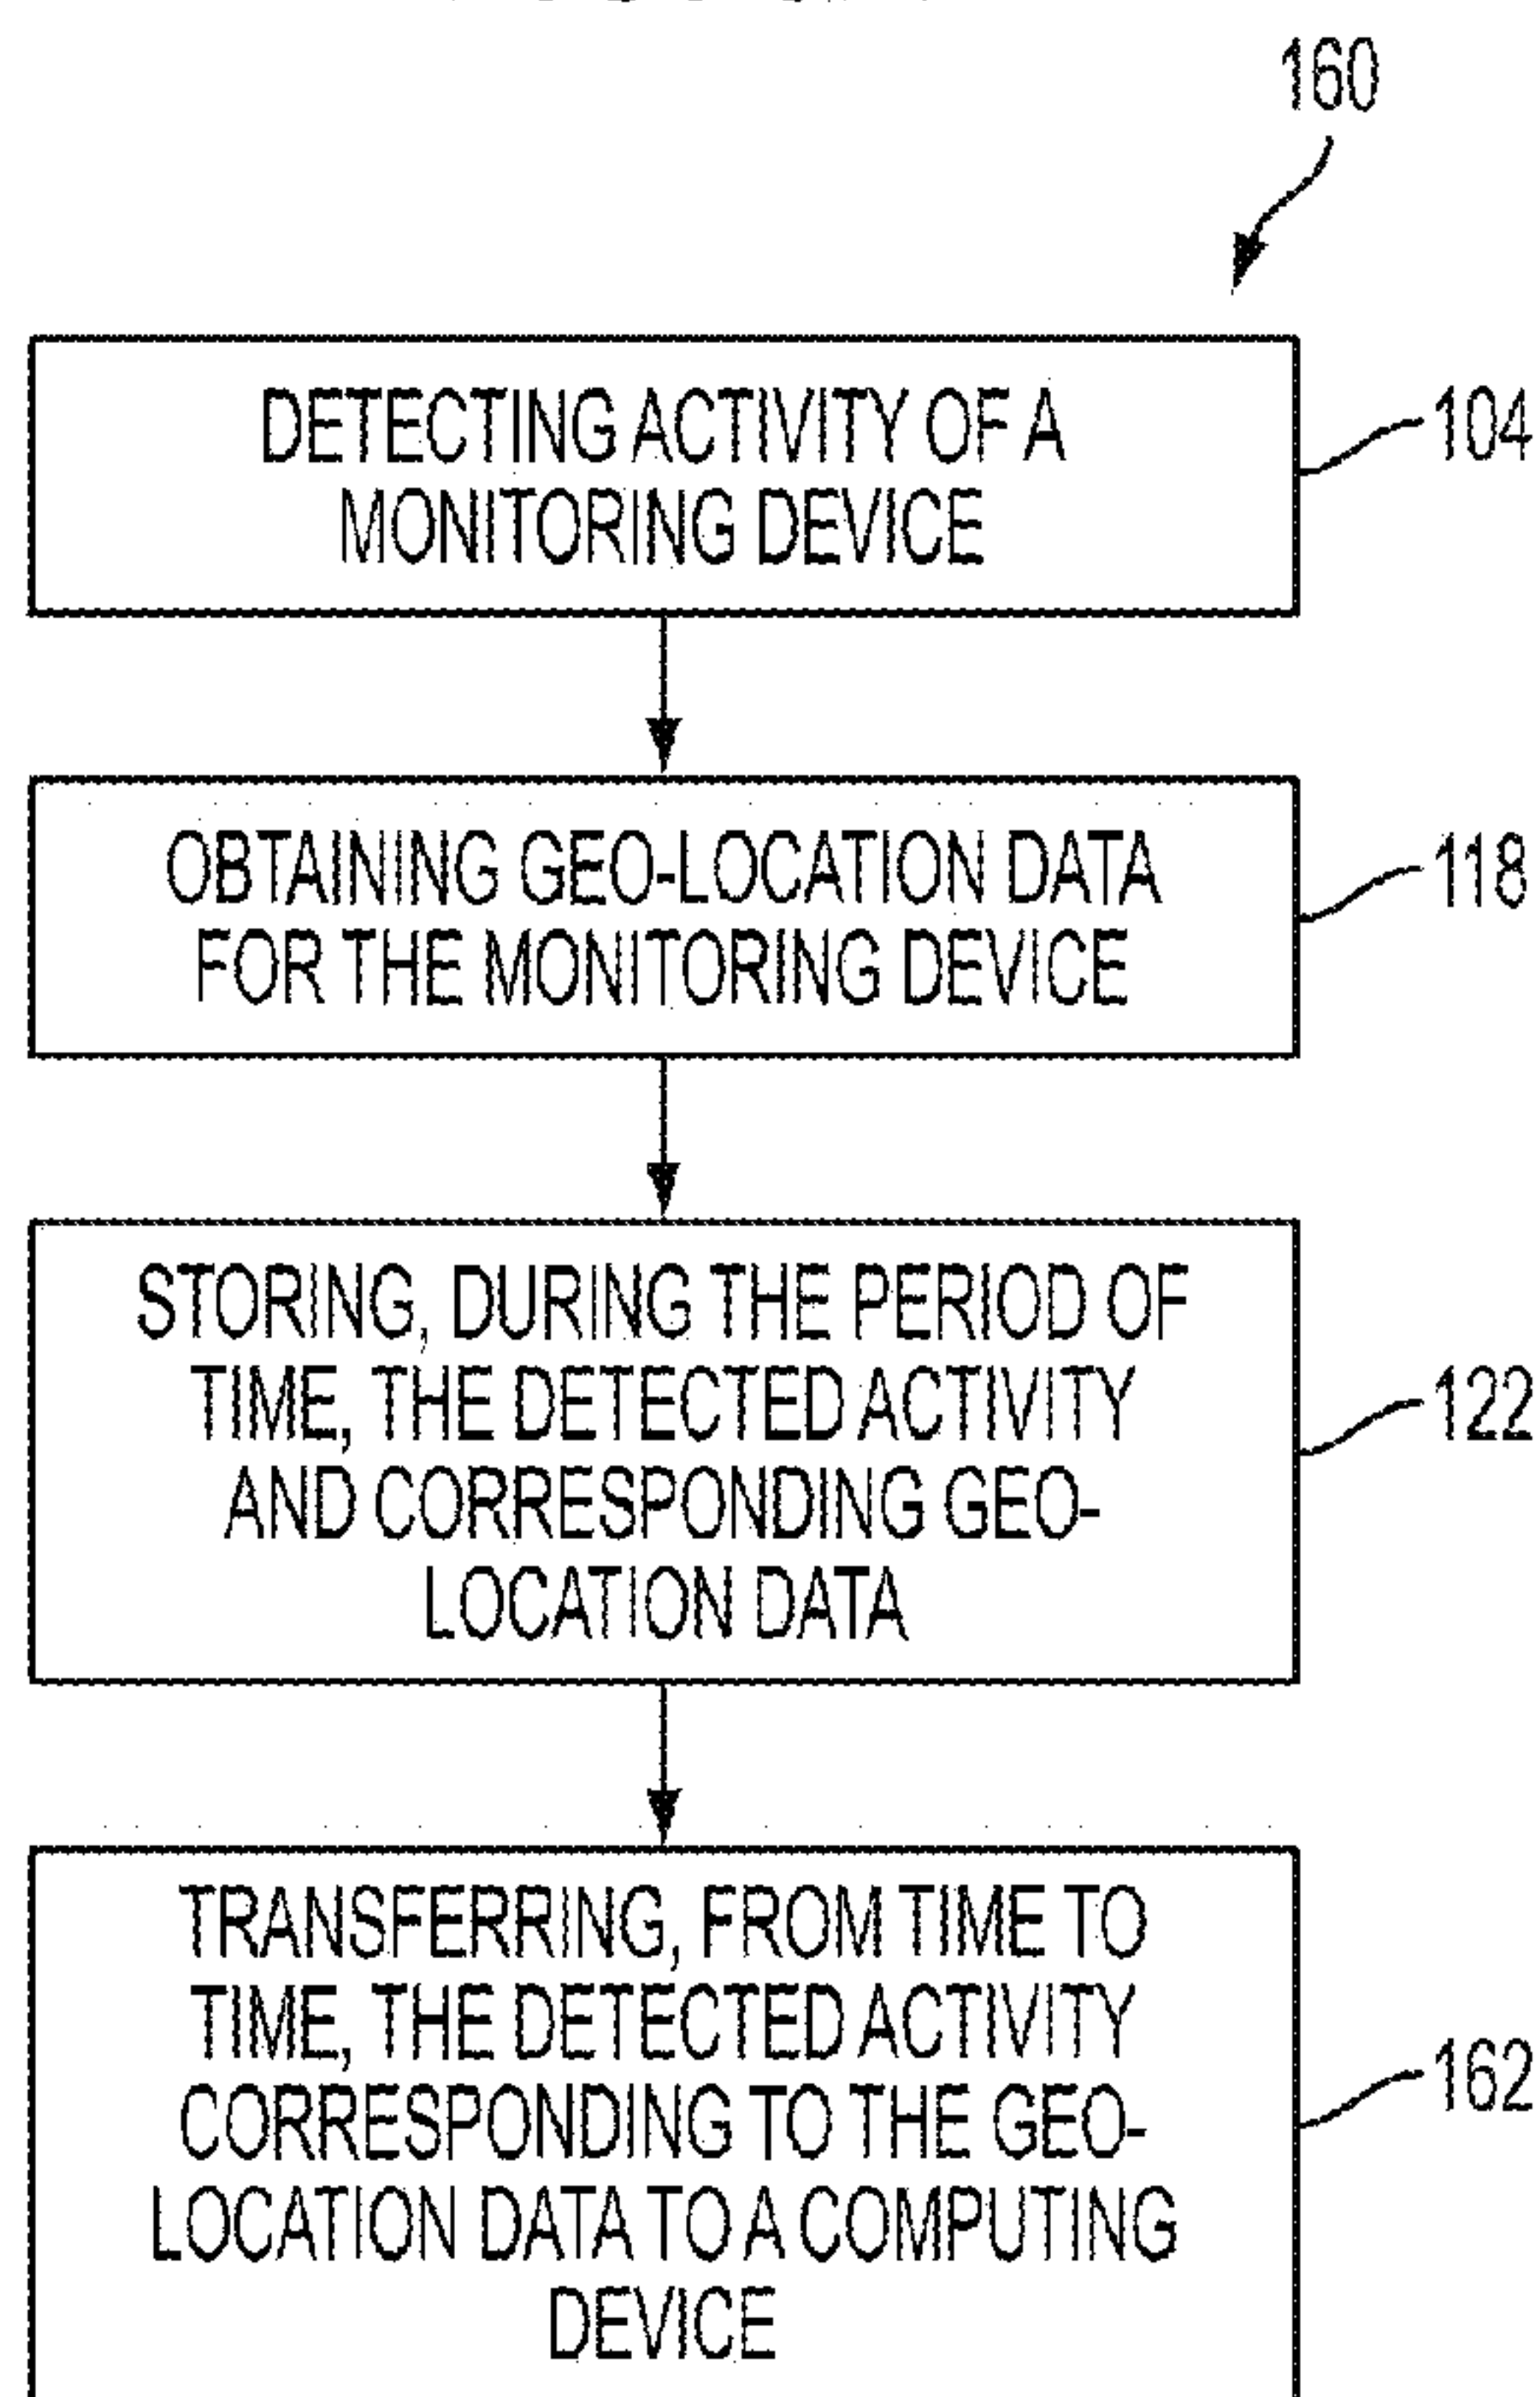 160
DETECTING ACTIVITY OF A
MONITORING DEVICE
104
OBTAINING GEO-LOCATION DATA
FOR THE MONITORING DEVICE
118
STORING, DURING THE PERIOD OF
TIME, THE DETECTED ACTIVITY
AND CORRESPONDING GEO-
LOCATION DATA
122
TRANSFERRING, FROM TIME TO
TIME, THE DETECTED ACTIVITY
CORRESPONDING TO THE GEO-
LOCATION DATA TO A COMPUTING
DEVICE
162